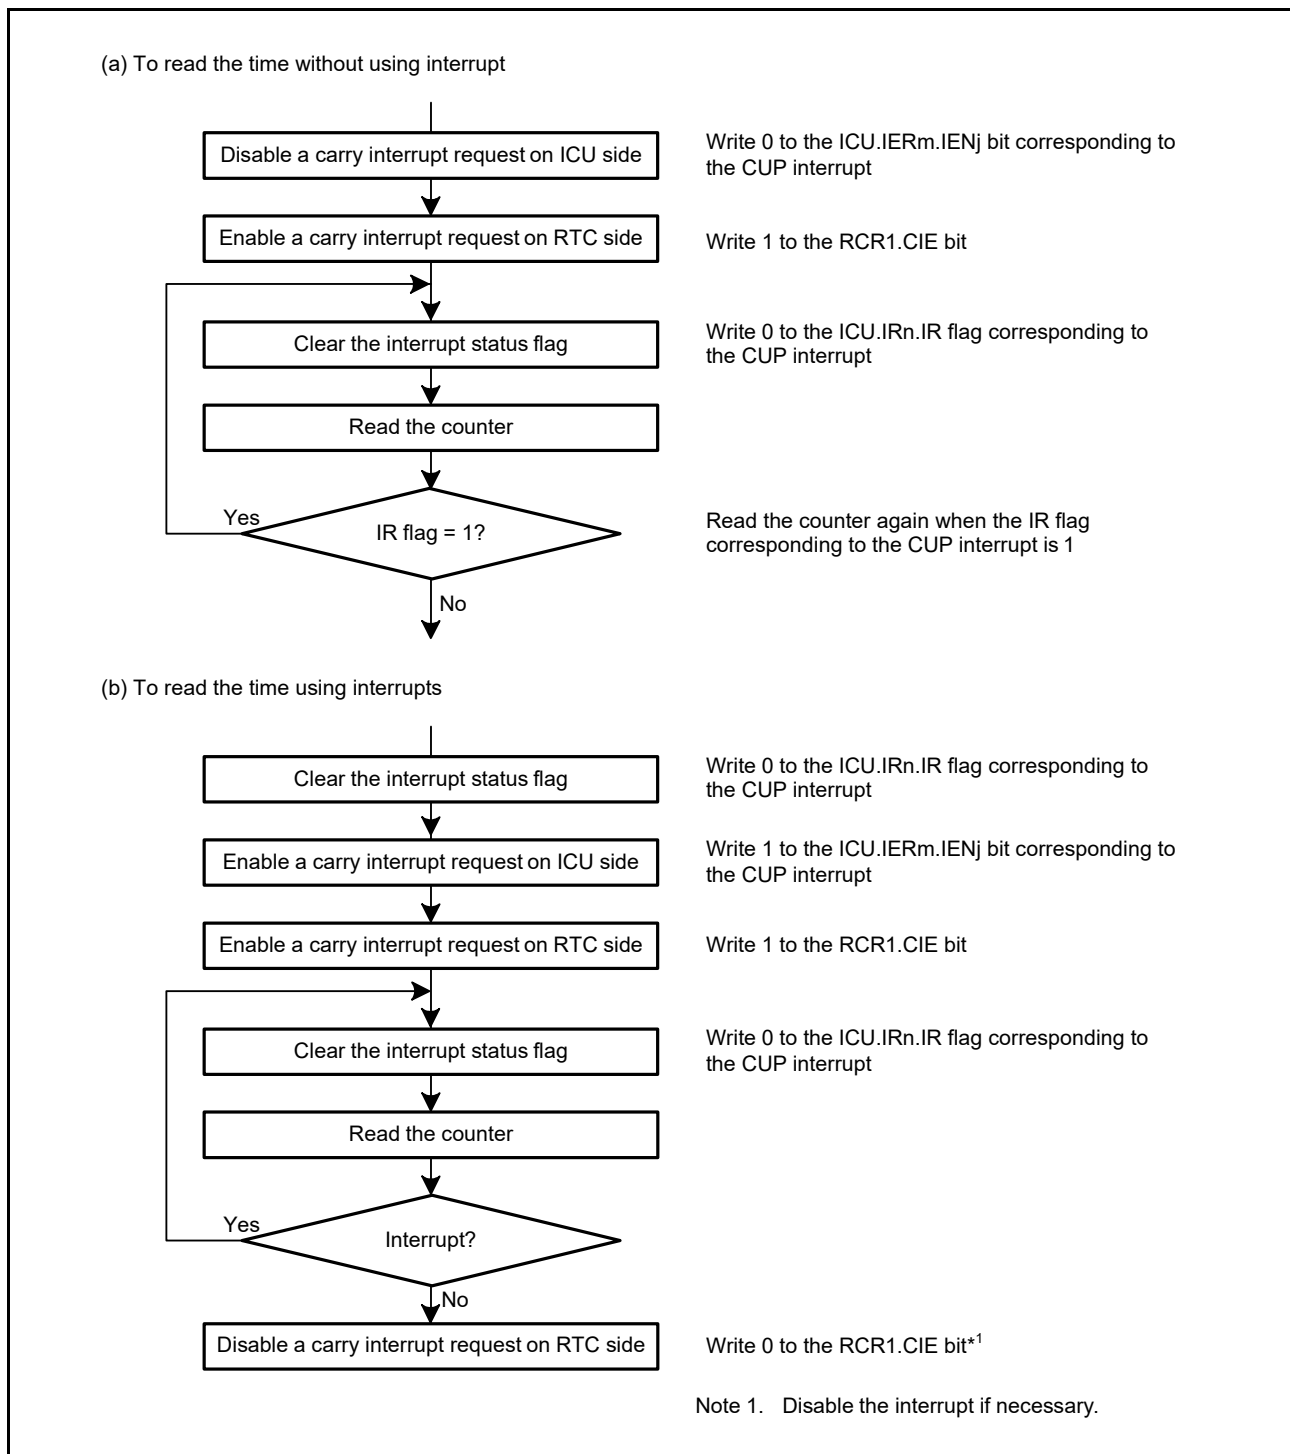 (a) To read the time without using interrupt
Disable a carry interrupt request on ICU side
Write 0 to the ICU.IERm.IENj bit corresponding to
the CUP interrupt
Enable a carry interrupt request on RTC side
Write 1 to the RCR1.CIE bit
Clear the interrupt status flag
Write 0 to the ICU.IRn.IR flag corresponding to
the CUP interrupt
Read the counter
Yes
IR flag = 1?
Read the counter again when the IR flag
corresponding to the CUP interrupt is 1
No
(b) To read the time using interrupts
Clear the interrupt status flag
Write 0 to the ICU.IRn.IR flag corresponding to
the CUP interrupt
Enable a carry interrupt request on ICU side
Write 1 to the ICU.IERm.IENj bit corresponding to
the CUP interrupt
Enable a carry interrupt request on RTC side
Write 1 to the RCR1.CIE bit
Clear the interrupt status flag
Write 0 to the ICU.IRn.IR flag corresponding to
the CUP interrupt
Read the counter
Yes
Interrupt?
No
Disable a carry interrupt request on RTC side
Write 0 to the RCR1.CIE bit*1
Note 1. Disable the interrupt if necessary.